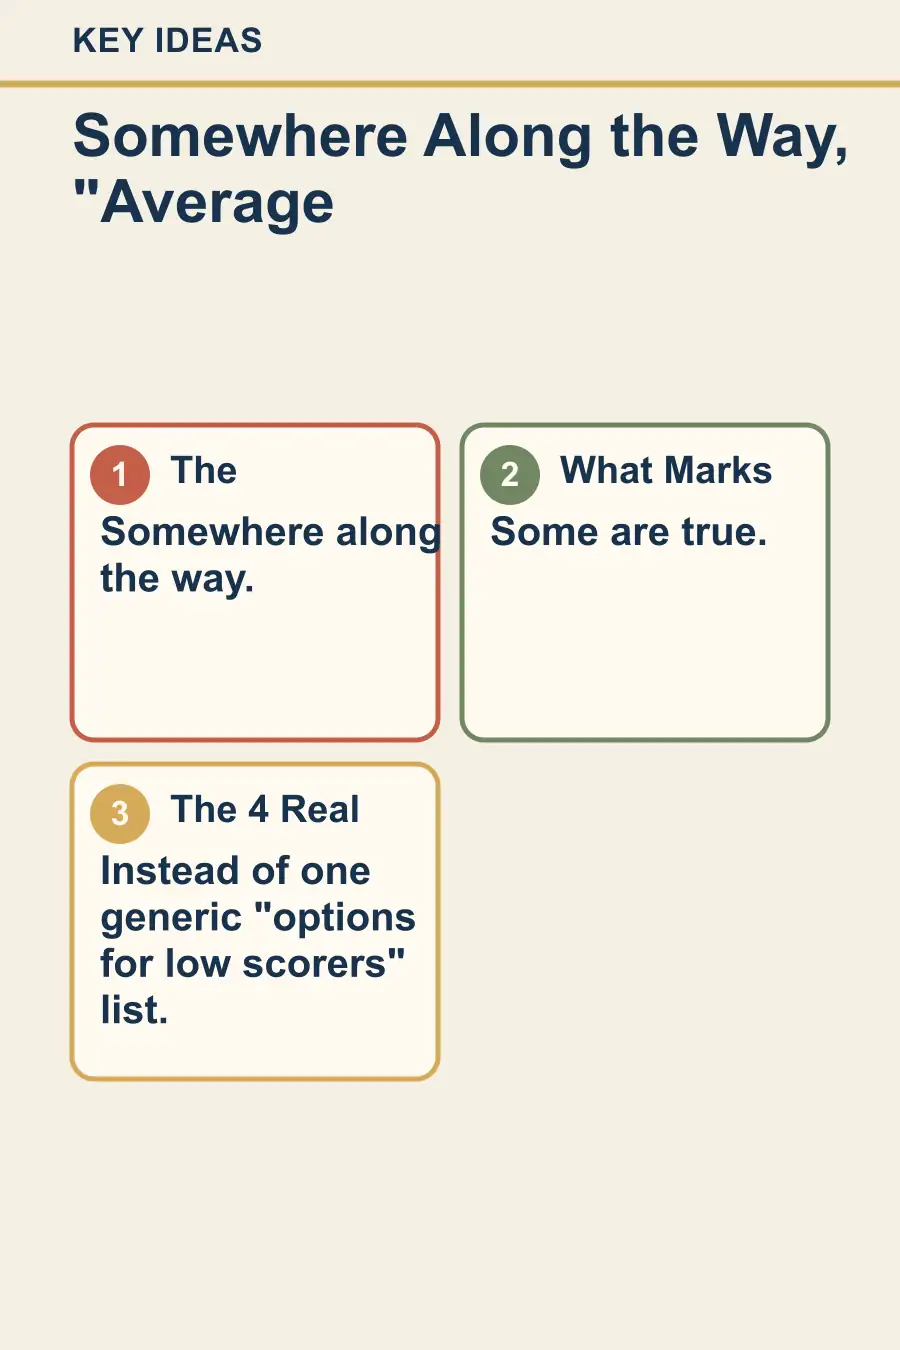 KEY IDEAS
Somewhere Along the Way,
"Average
1 The
Somewhere along
the way.
2 What Marks
Some are true.
3 The 4 Real
Instead of one
generic "options
for low scorers"
list.